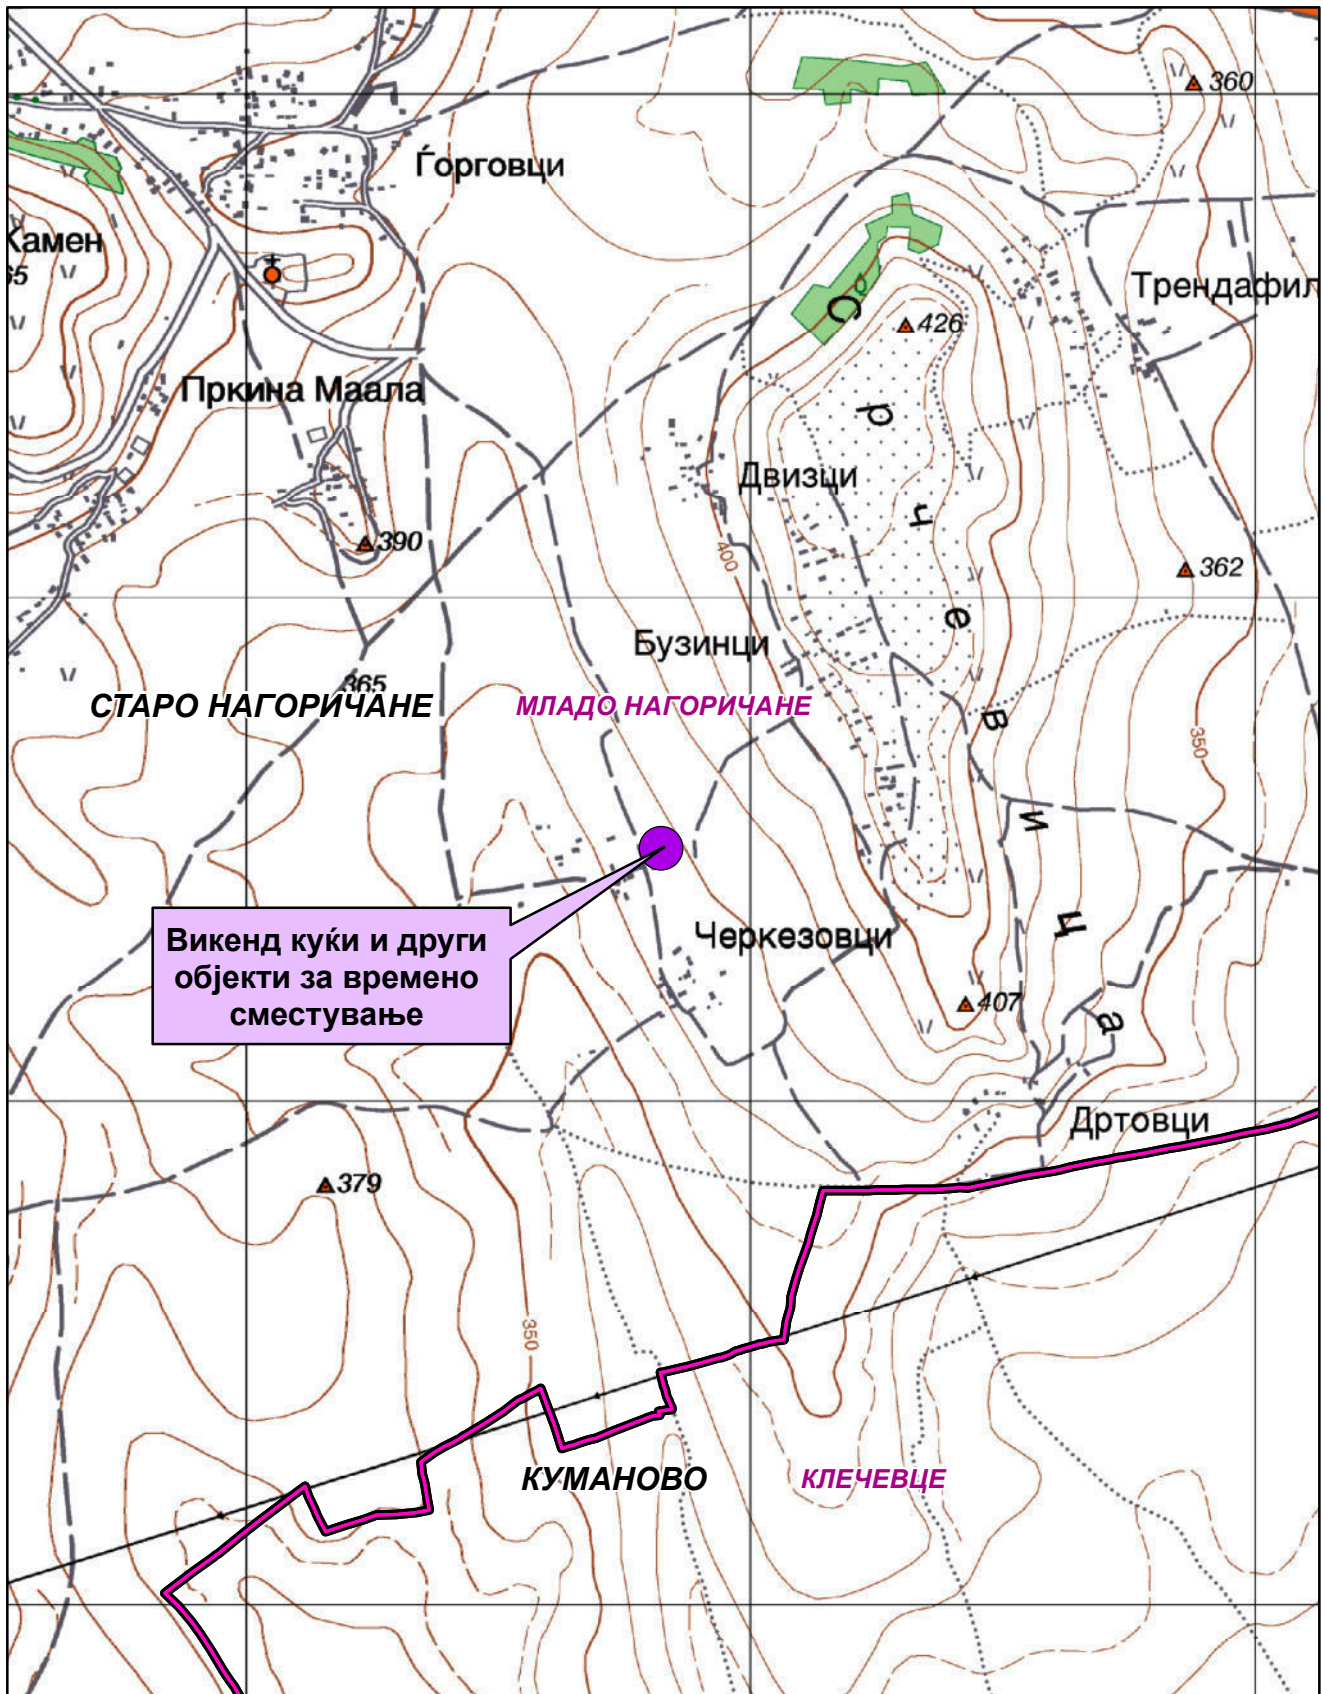 360
Ѓорговци
Камен
Трендафил
426
Пркина Маала
Двизци
390
400
362
Бузинци
365
СТАРО НАГОРИЧАНЕ
МЛАДО НАГОРИЧАНЕ
350
Срчевица
Викенд куќи и други
објекти за времено
сместување
Черкезовци
407
Дртовци
379
350
КУМАНОВО
КЛЕЧЕВЦЕ